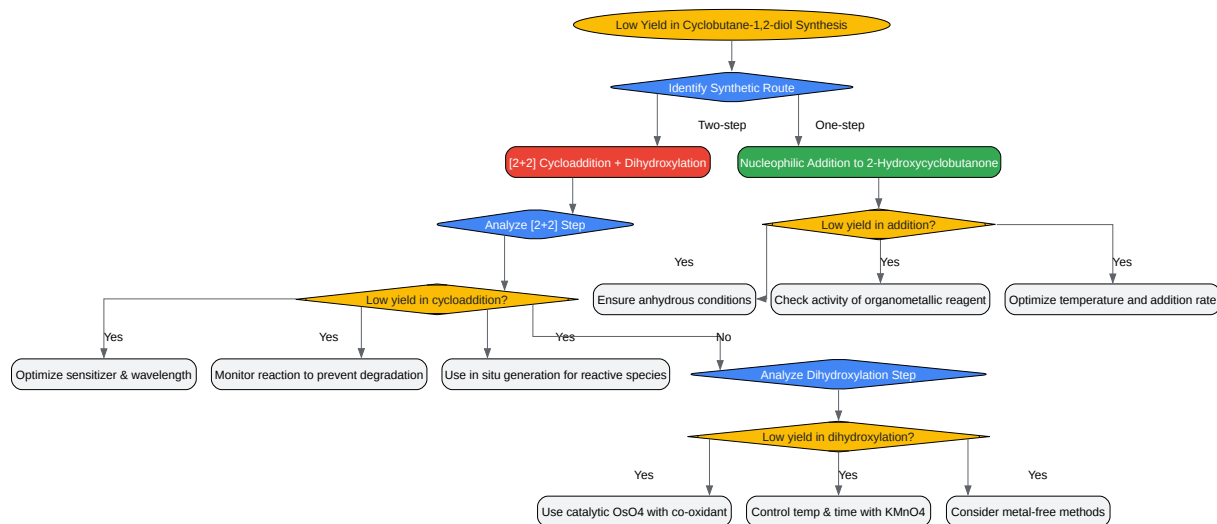 Low Yield in Cyclobutane-1,2-diol Synthesis
Identify Synthetic Route
Two-step
One-step
[2+2] Cycloaddition + Dihydroxylation
Nucleophilic Addition to 2-Hydroxycyclobutanone
Analyze [2+2] Step
Low yield in addition?
Yes
Yes
Yes
Ensure anhydrous conditions
Check activity of organometallic reagent
Optimize temperature and addition rate
Low yield in cycloaddition?
Yes
Yes
Yes
No
Optimize sensitizer & wavelength
Monitor reaction to prevent degradation
Use in situ generation for reactive species
Analyze Dihydroxylation Step
Low yield in dihydroxylation?
Yes
Yes
Yes
Use catalytic OsO4 with co-oxidant
Control temp & time with KMnO4
Consider metal-free methods